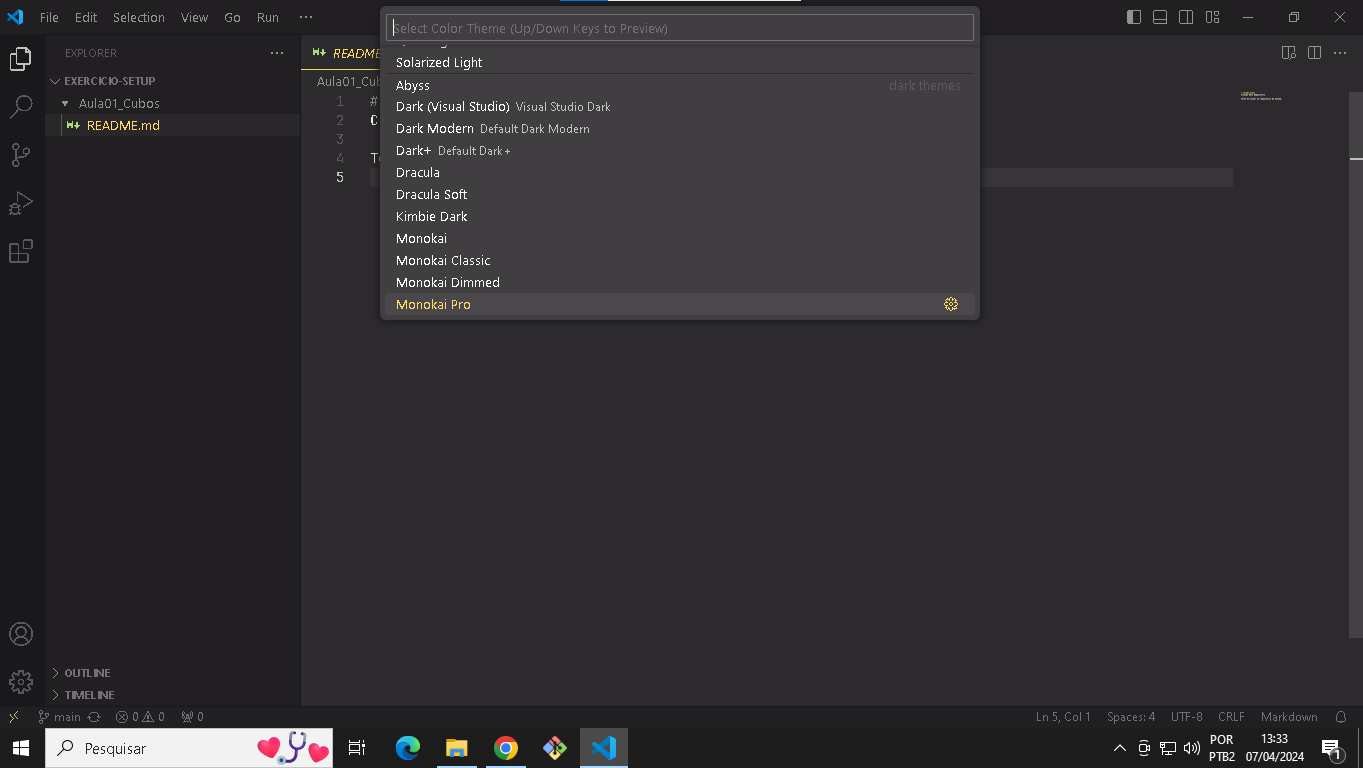 File Edit Selection View Go Run ···
Select Color Theme (Up/Down Keys to Preview)
Solarized Light
Abyss dark themes
Dark (Visual Studio) Visual Studio Dark
Dark Modern Default Dark Modern
Dark+ Default Dark+
Dracula
Dracula Soft
Kimbie Dark
Monokai
Monokai Classic
Monokai Dimmed
Monokai Pro
EXPLORER ···
EXERCICIO-SETUP
Aula01_Cubos
README.md
README
Aula01_Cub
1 #
2 C
3
4 T
5
OUTLINE
TIMELINE
main 0 0 0
Ln 5, Col 1 Spaces: 4 UTF-8 CRLF Markdown
Pesquisar
POR
PTB2
13:33
07/04/2024
1